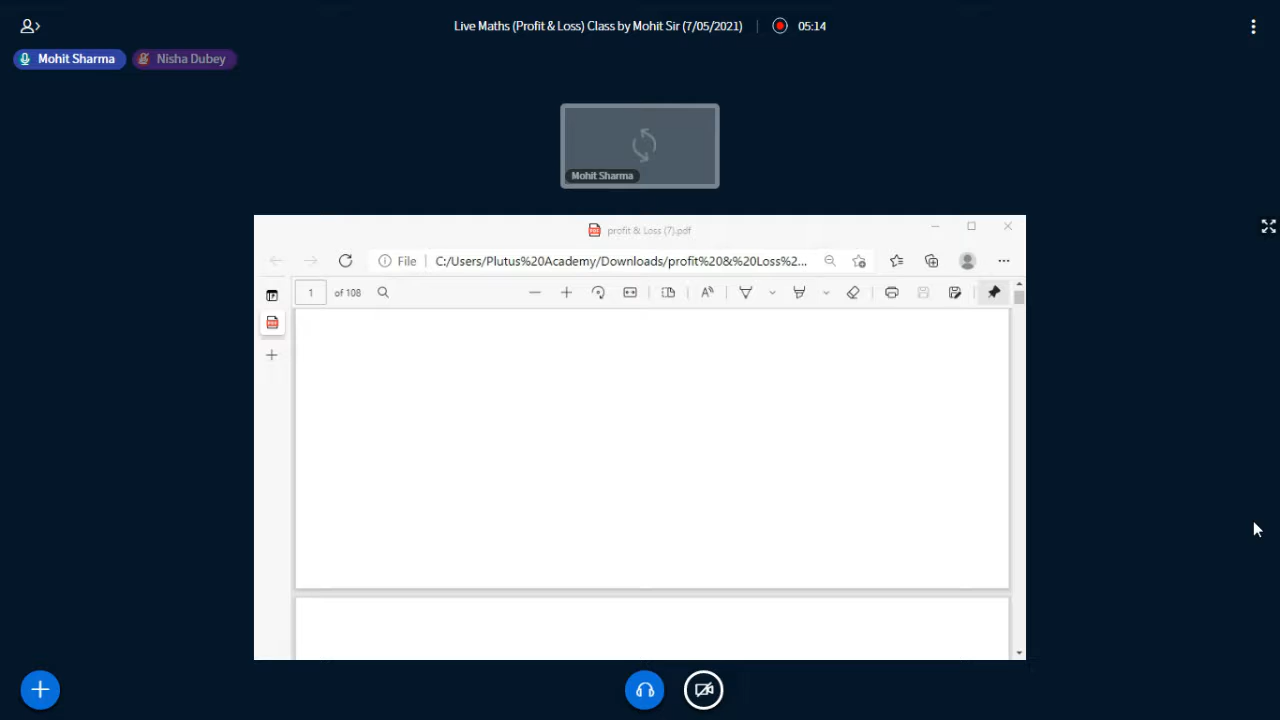 Live Maths (Profit & Loss) Class by Mohit Sir (7/05/2021) 05:14
Mohit Sharma Nisha Dubey
Mohit Sharma
profit & Loss (7).pdf
File C:/Users/Plutus%20Academy/Downloads/profit%20&%20Loss%2...
1 of 108